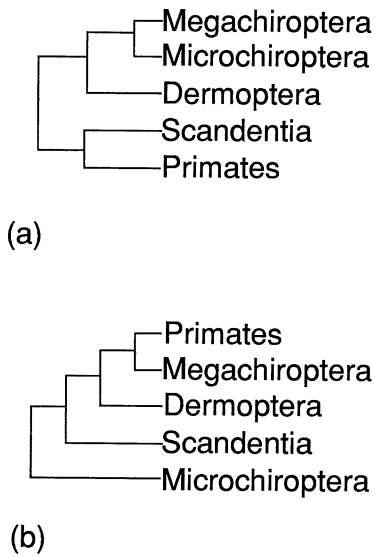 Megachiroptera
Microchiroptera
Dermoptera
Scandentia
Primates
(a)
Primates
Megachiroptera
Dermoptera
Scandentia
Microchiroptera
(b)